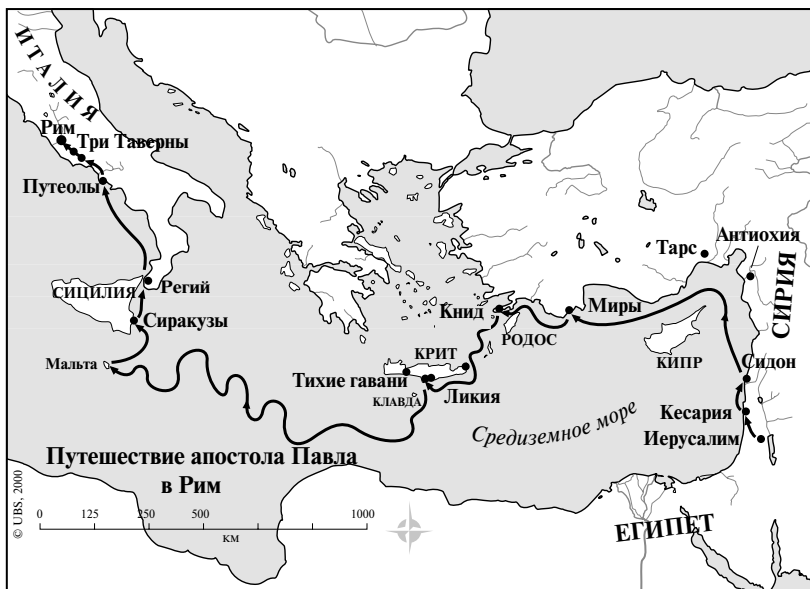 ИТАЛИЯ
Рим
Три Таверны
Путеолы
СИЦИЛИЯ
Регий
Сиракузы
Мальта
Тихие гавани
КРИТ
КЛАВДА
Ликия
Книд
РОДОС
Миры
Тарс
Антиохия
СИРИЯ
КИПР
Сидон
Кесария
Иерусалим
Средиземное море
ЕГИПЕТ
Путешествие апостола Павла
в Рим
© UBS, 2000
0 125 250 500 1000
км